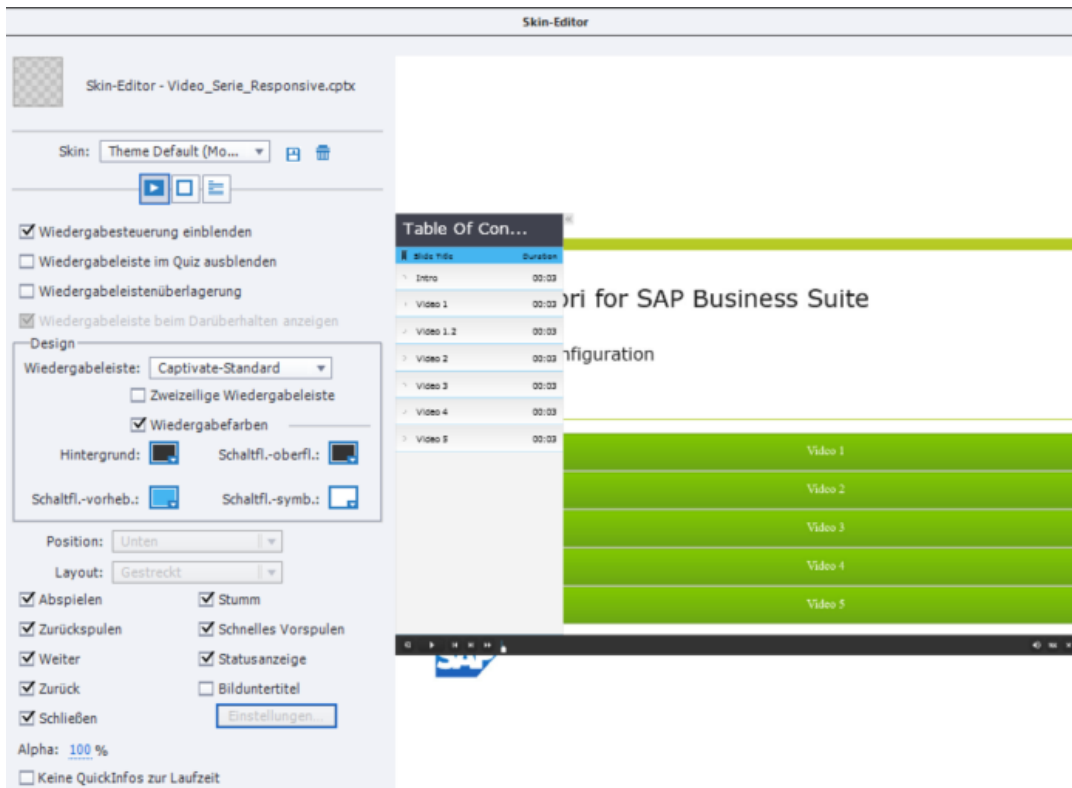 Skin-Editor
Skin-Editor - Video_Serie_Responsive.cptx
Skin: Theme Default (Mo...
Wiedergabesteuerung einblenden
Wiedergabeleiste im Quiz ausblenden
Wiedergabeleistenüberlagerung
Wiedergabeleiste beim Darüberhalten anzeigen
Design
Wiedergabeleiste: Captivate-Standard
Zweizeilige Wiedergabeleiste
Wiedergabefarben
Hintergrund: Schaltfl.-oberfl.:
Schaltfl.-vorheb.: Schaltfl.-symb.:
Position: Unten
Layout: Gestreckt
Abspielen Stumm
Zurückspulen Schnelles Vorspulen
Weiter Statusanzeige
Zurück Bilduntertitel
Schließen Einstellungen...
Alpha: 100 %
Keine QuickInfos zur Laufzeit
Table Of Con...
Slide Title Duration
Intro 00:03
Video 1 00:03
Video 1.2 00:03
Video 2 00:03
Video 3 00:03
Video 4 00:03
Video 5 00:03
ori for SAP Business Suite
nfiguration
Video 1
Video 2
Video 3
Video 4
Video 5
SAP